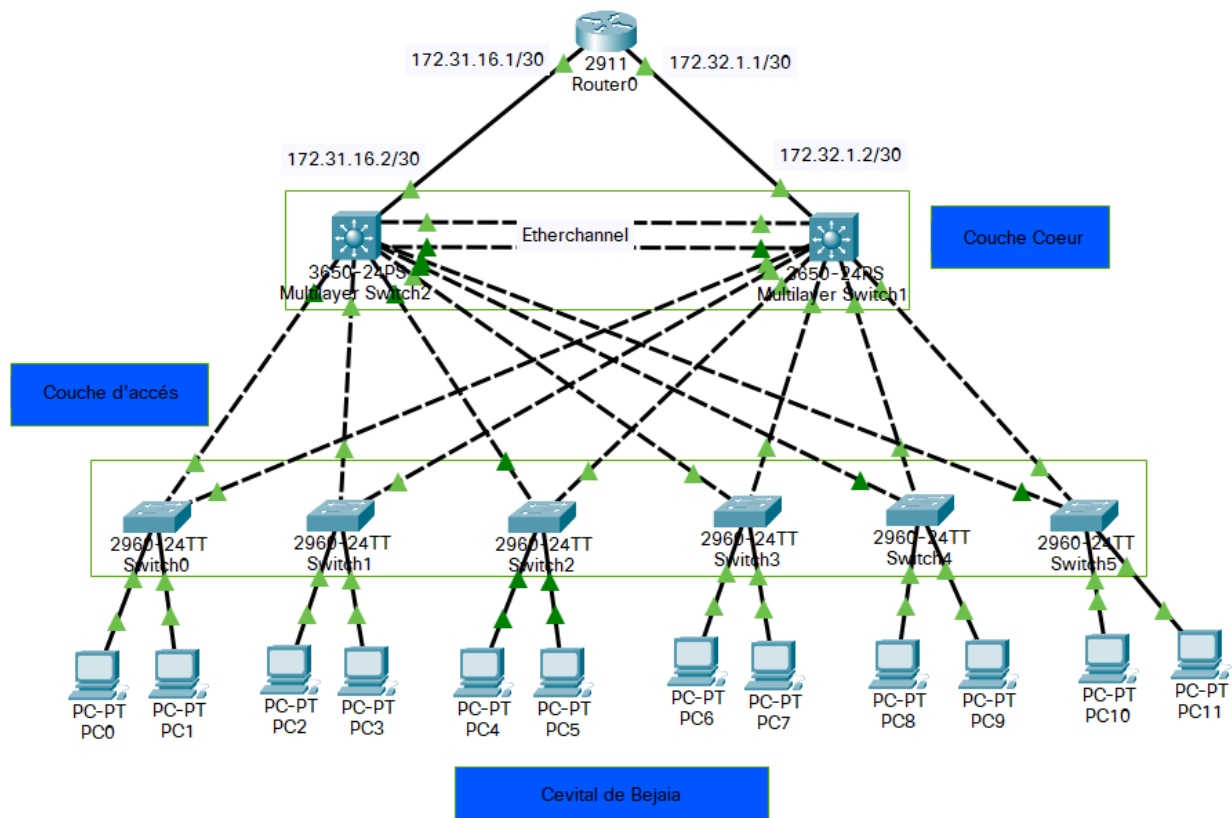 172.31.16.1/30
172.32.1.1/30
2911
Router0
172.31.16.2/30
172.32.1.2/30
Etherchannel
Couche Coeur
3650-24PS
Multilayer Switch2
3650-24PS
Multilayer Switch1
Couche d'accés
2960-24TT
Switch0
2960-24TT
Switch1
2960-24TT
Switch2
2960-24TT
Switch3
2960-24TT
Switch4
2960-24TT
Switch5
PC-PT
PC0
PC-PT
PC1
PC-PT
PC2
PC-PT
PC3
PC-PT
PC4
PC-PT
PC5
PC-PT
PC6
PC-PT
PC7
PC-PT
PC8
PC-PT
PC9
PC-PT
PC10
PC-PT
PC11
Cevital de Bejaia